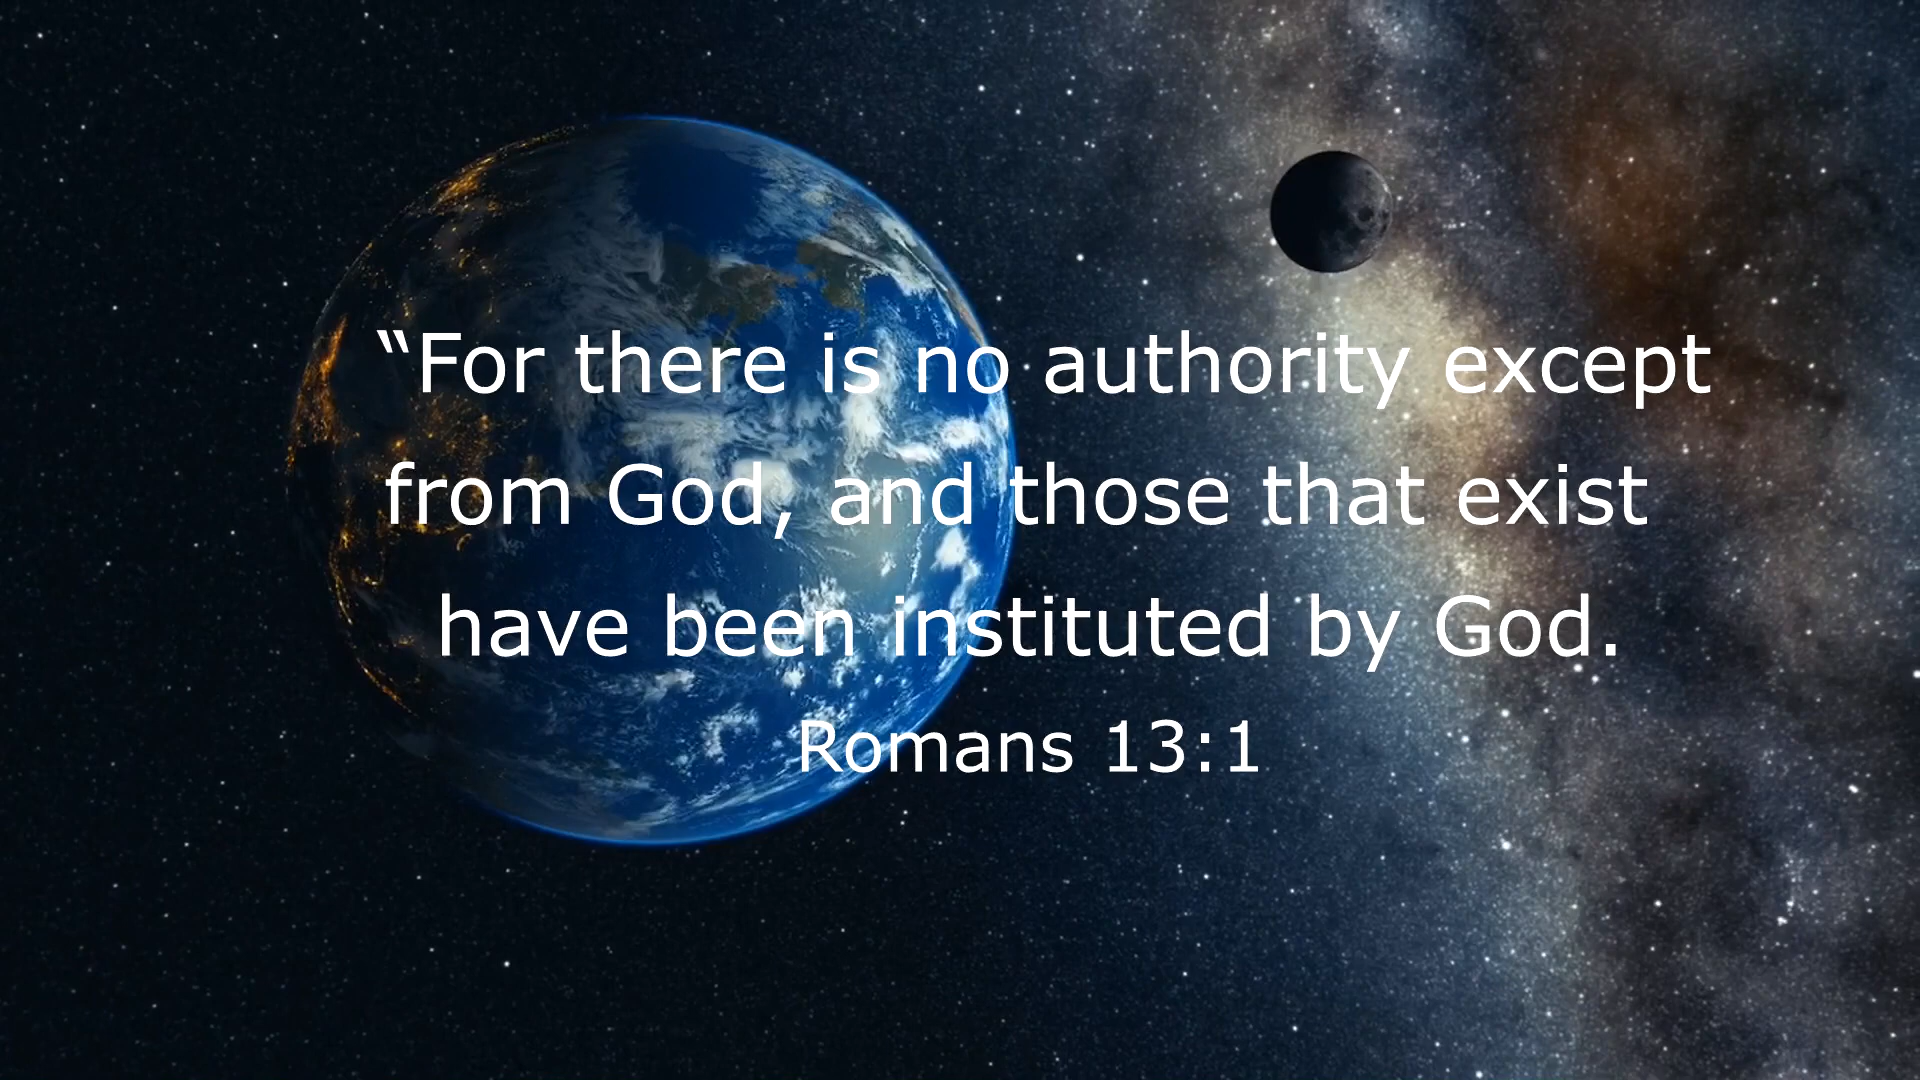 “For there is no authority except
from God, and those that exist
have been instituted by God.
Romans 13:1